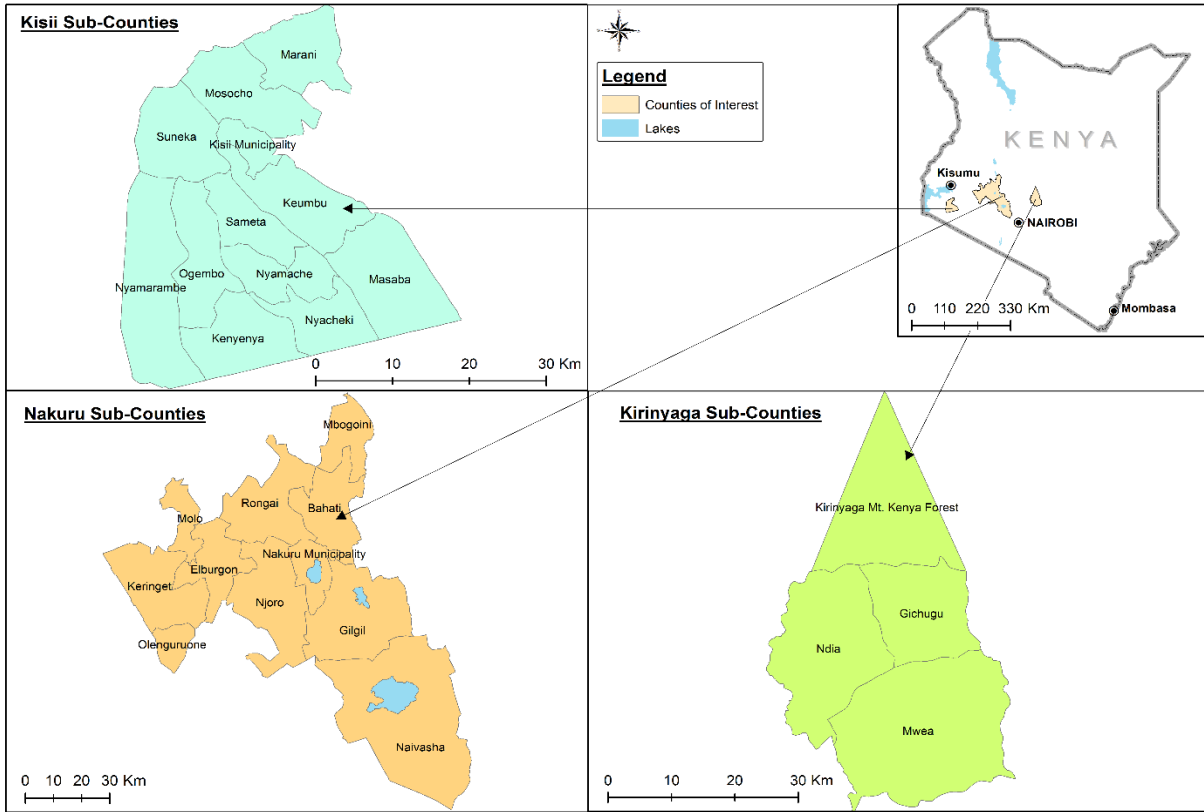 Kisii Sub-Counties
Marani
Mosocho
Suneka
Kisii Municipality
Keumbu
Sameta
Ogembo
Nyamache
Masaba
Nyamarambe
Nyacheki
Kenyenya
0 10 20 30 Km
Legend
Counties of Interest
Lakes
KENYA
Kisumu
NAIROBI
0 110 220 330 Km
Mombasa
Nakuru Sub-Counties
Mbogoini
Rongai
Bahati
Molo
Nakuru Municipality
Elburgon
Keringet
Njoro
Gilgil
Olenguruone
Naivasha
0 10 20 30 Km
Kirinyaga Sub-Counties
Kirinyaga Mt. Kenya Forest
Gichugu
Ndia
Mwea
0 10 20 30 Km